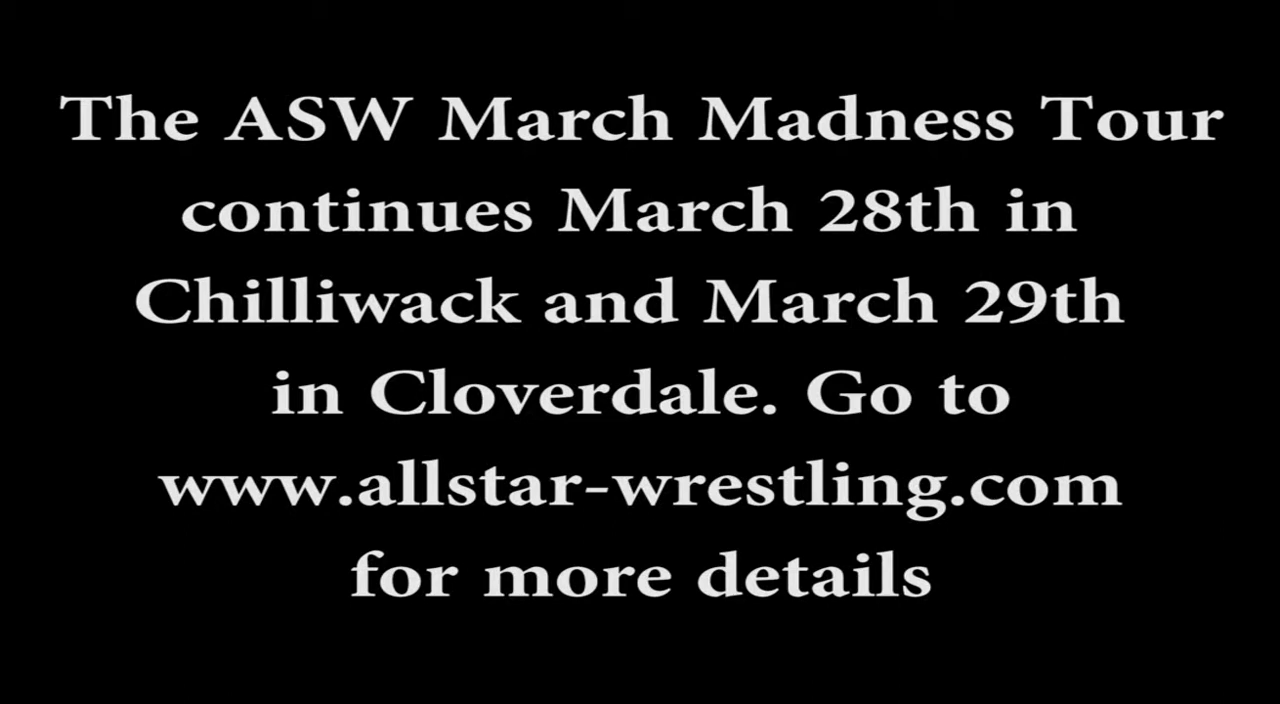 The ASW March Madness Tour
continues March 28th in
Chilliwack and March 29th
in Cloverdale. Go to
www.allstar-wrestling.com
for more details